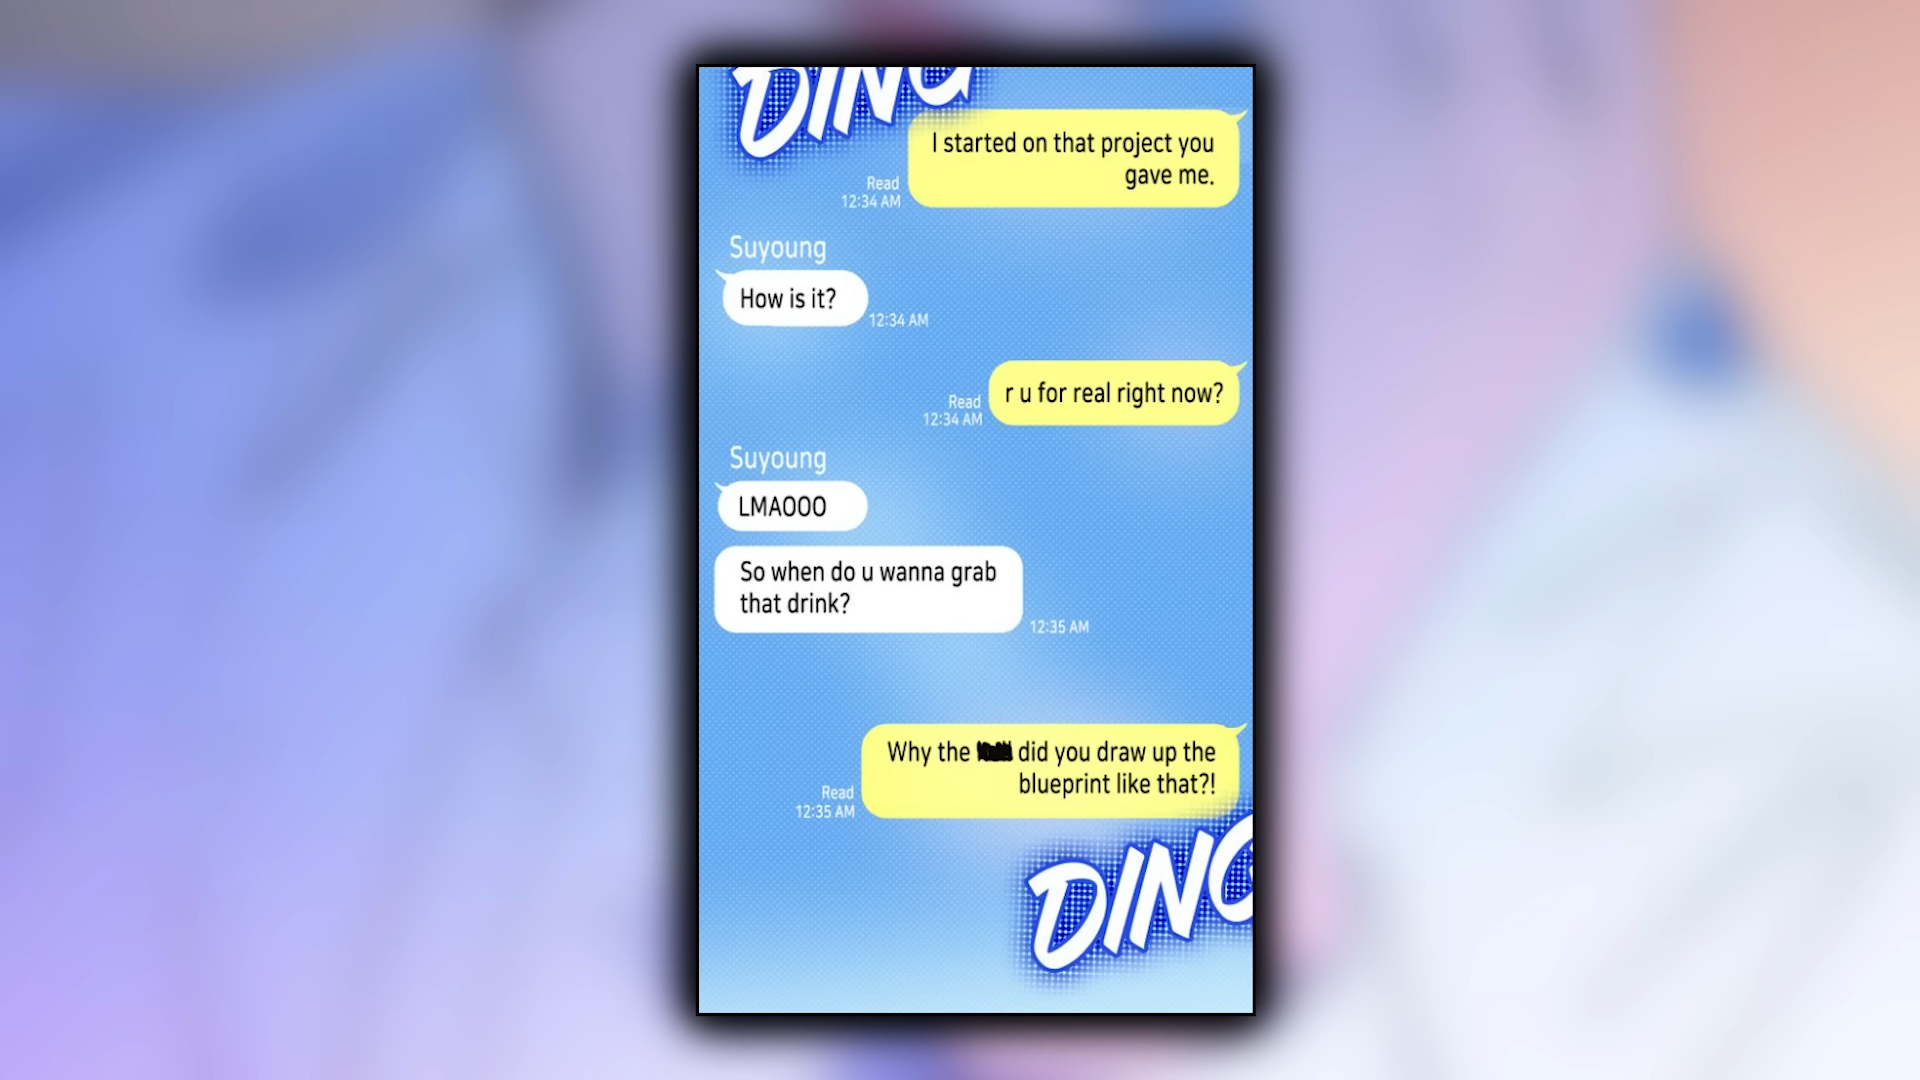 DING
I started on that project you
gave me.
Read
12:34 AM
Suyoung
How is it?
12:34 AM
r u for real right now?
Read
12:34 AM
Suyoung
LMAOOO
So when do u wanna grab
that drink?
12:35 AM
Why the did you draw up the
blueprint like that?!
Read
12:35 AM
DING